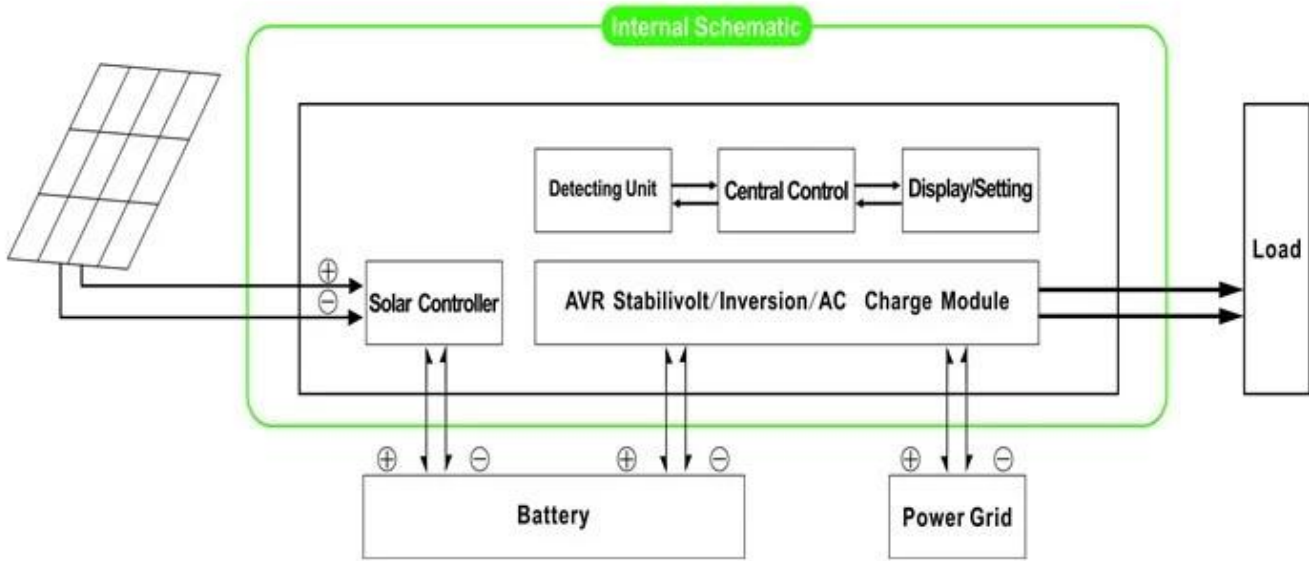 Internal Schematic
Detecting Unit
Central Control
Display/Setting
Load
⊕
⊖
Solar Controller
AVR Stabilivolt/Inversion/AC Charge Module
⊕ ⊖ ⊕ ⊖ ⊕ ⊖
Battery
Power Grid